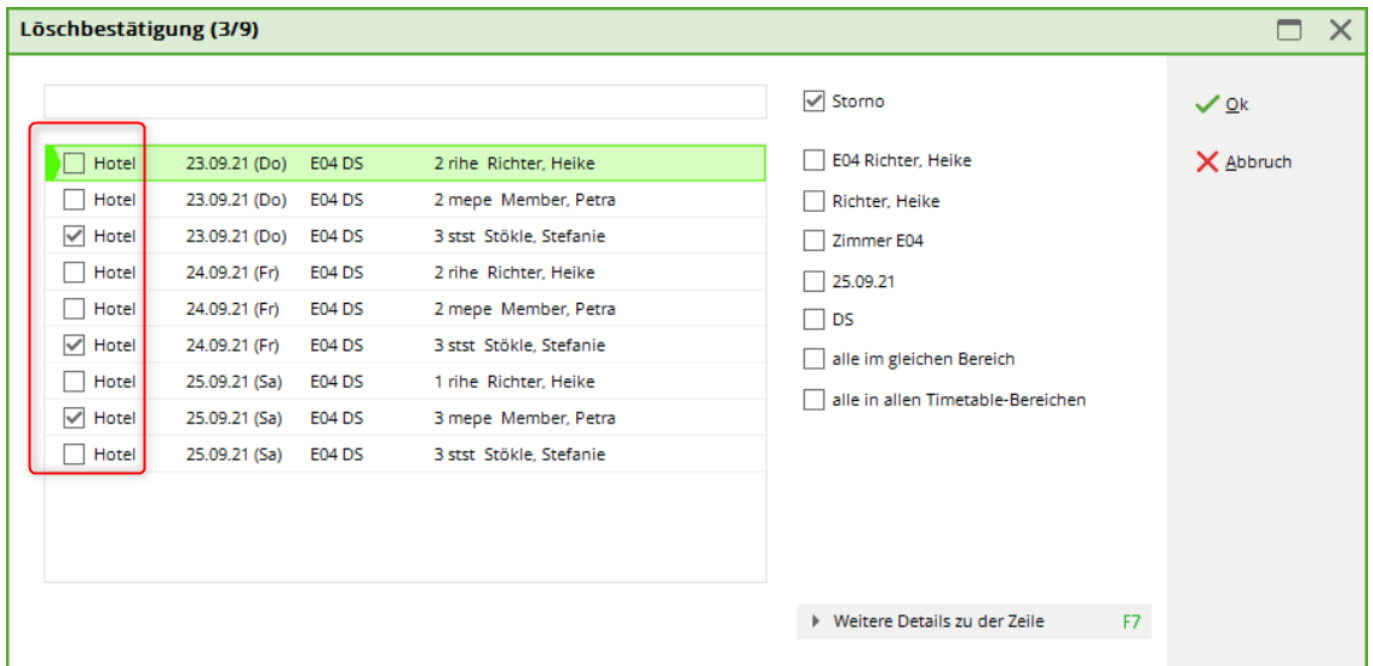 Löschbestätigung (3/9)
Hotel 23.09.21 (Do) E04 DS 2 rihe Richter, Heike
Hotel 23.09.21 (Do) E04 DS 2 mepe Member, Petra
Hotel 23.09.21 (Do) E04 DS 3 stst Stökle, Stefanie
Hotel 24.09.21 (Fr) E04 DS 2 rihe Richter, Heike
Hotel 24.09.21 (Fr) E04 DS 2 mepe Member, Petra
Hotel 24.09.21 (Fr) E04 DS 3 stst Stökle, Stefanie
Hotel 25.09.21 (Sa) E04 DS 1 rihe Richter, Heike
Hotel 25.09.21 (Sa) E04 DS 3 mepe Member, Petra
Hotel 25.09.21 (Sa) E04 DS 3 stst Stökle, Stefanie
Storno
E04 Richter, Heike
Richter, Heike
Zimmer E04
25.09.21
DS
alle im gleichen Bereich
alle in allen Timetable-Bereichen
Weitere Details zu der Zeile F7
Ok
Abbruch